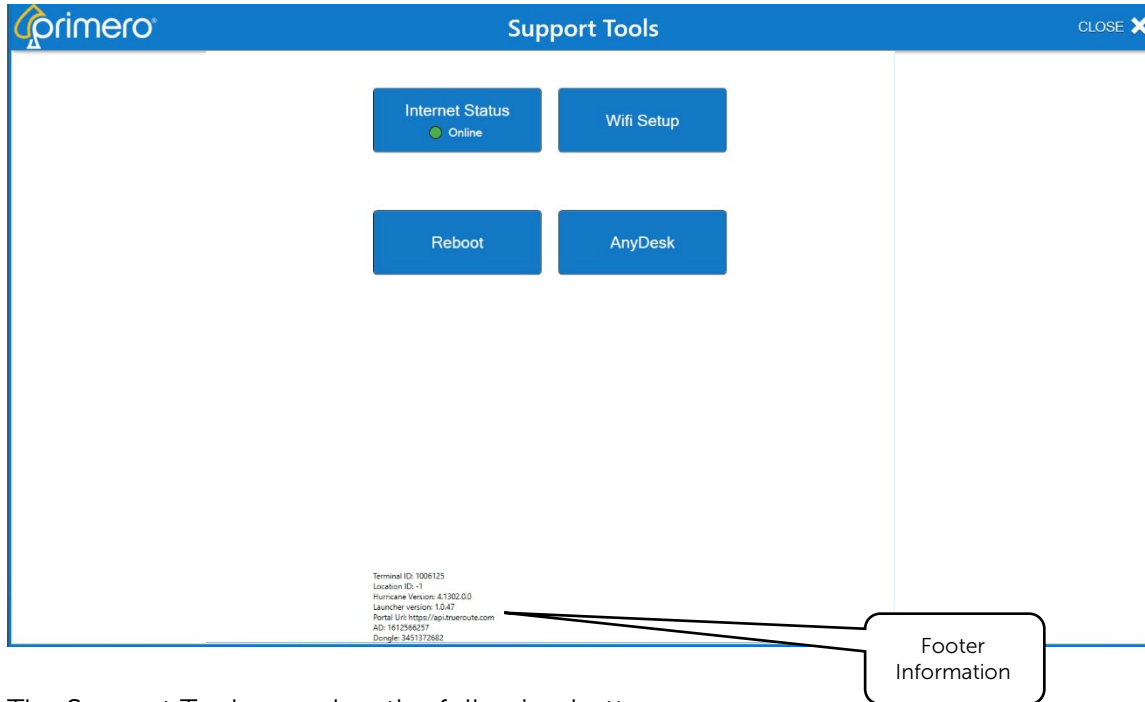 primero
Support Tools
CLOSE
Internet Status
Online
Wifi Setup
Reboot
AnyDesk
Terminal ID: 1006125
Location ID: -1
Hurricane Version: 4.1302.0.0
Launcher version: 1.0.47
Portal Url: https://api.trueroute.com
AD: 1612566257
Dongle: 3451372682
Footer
Information